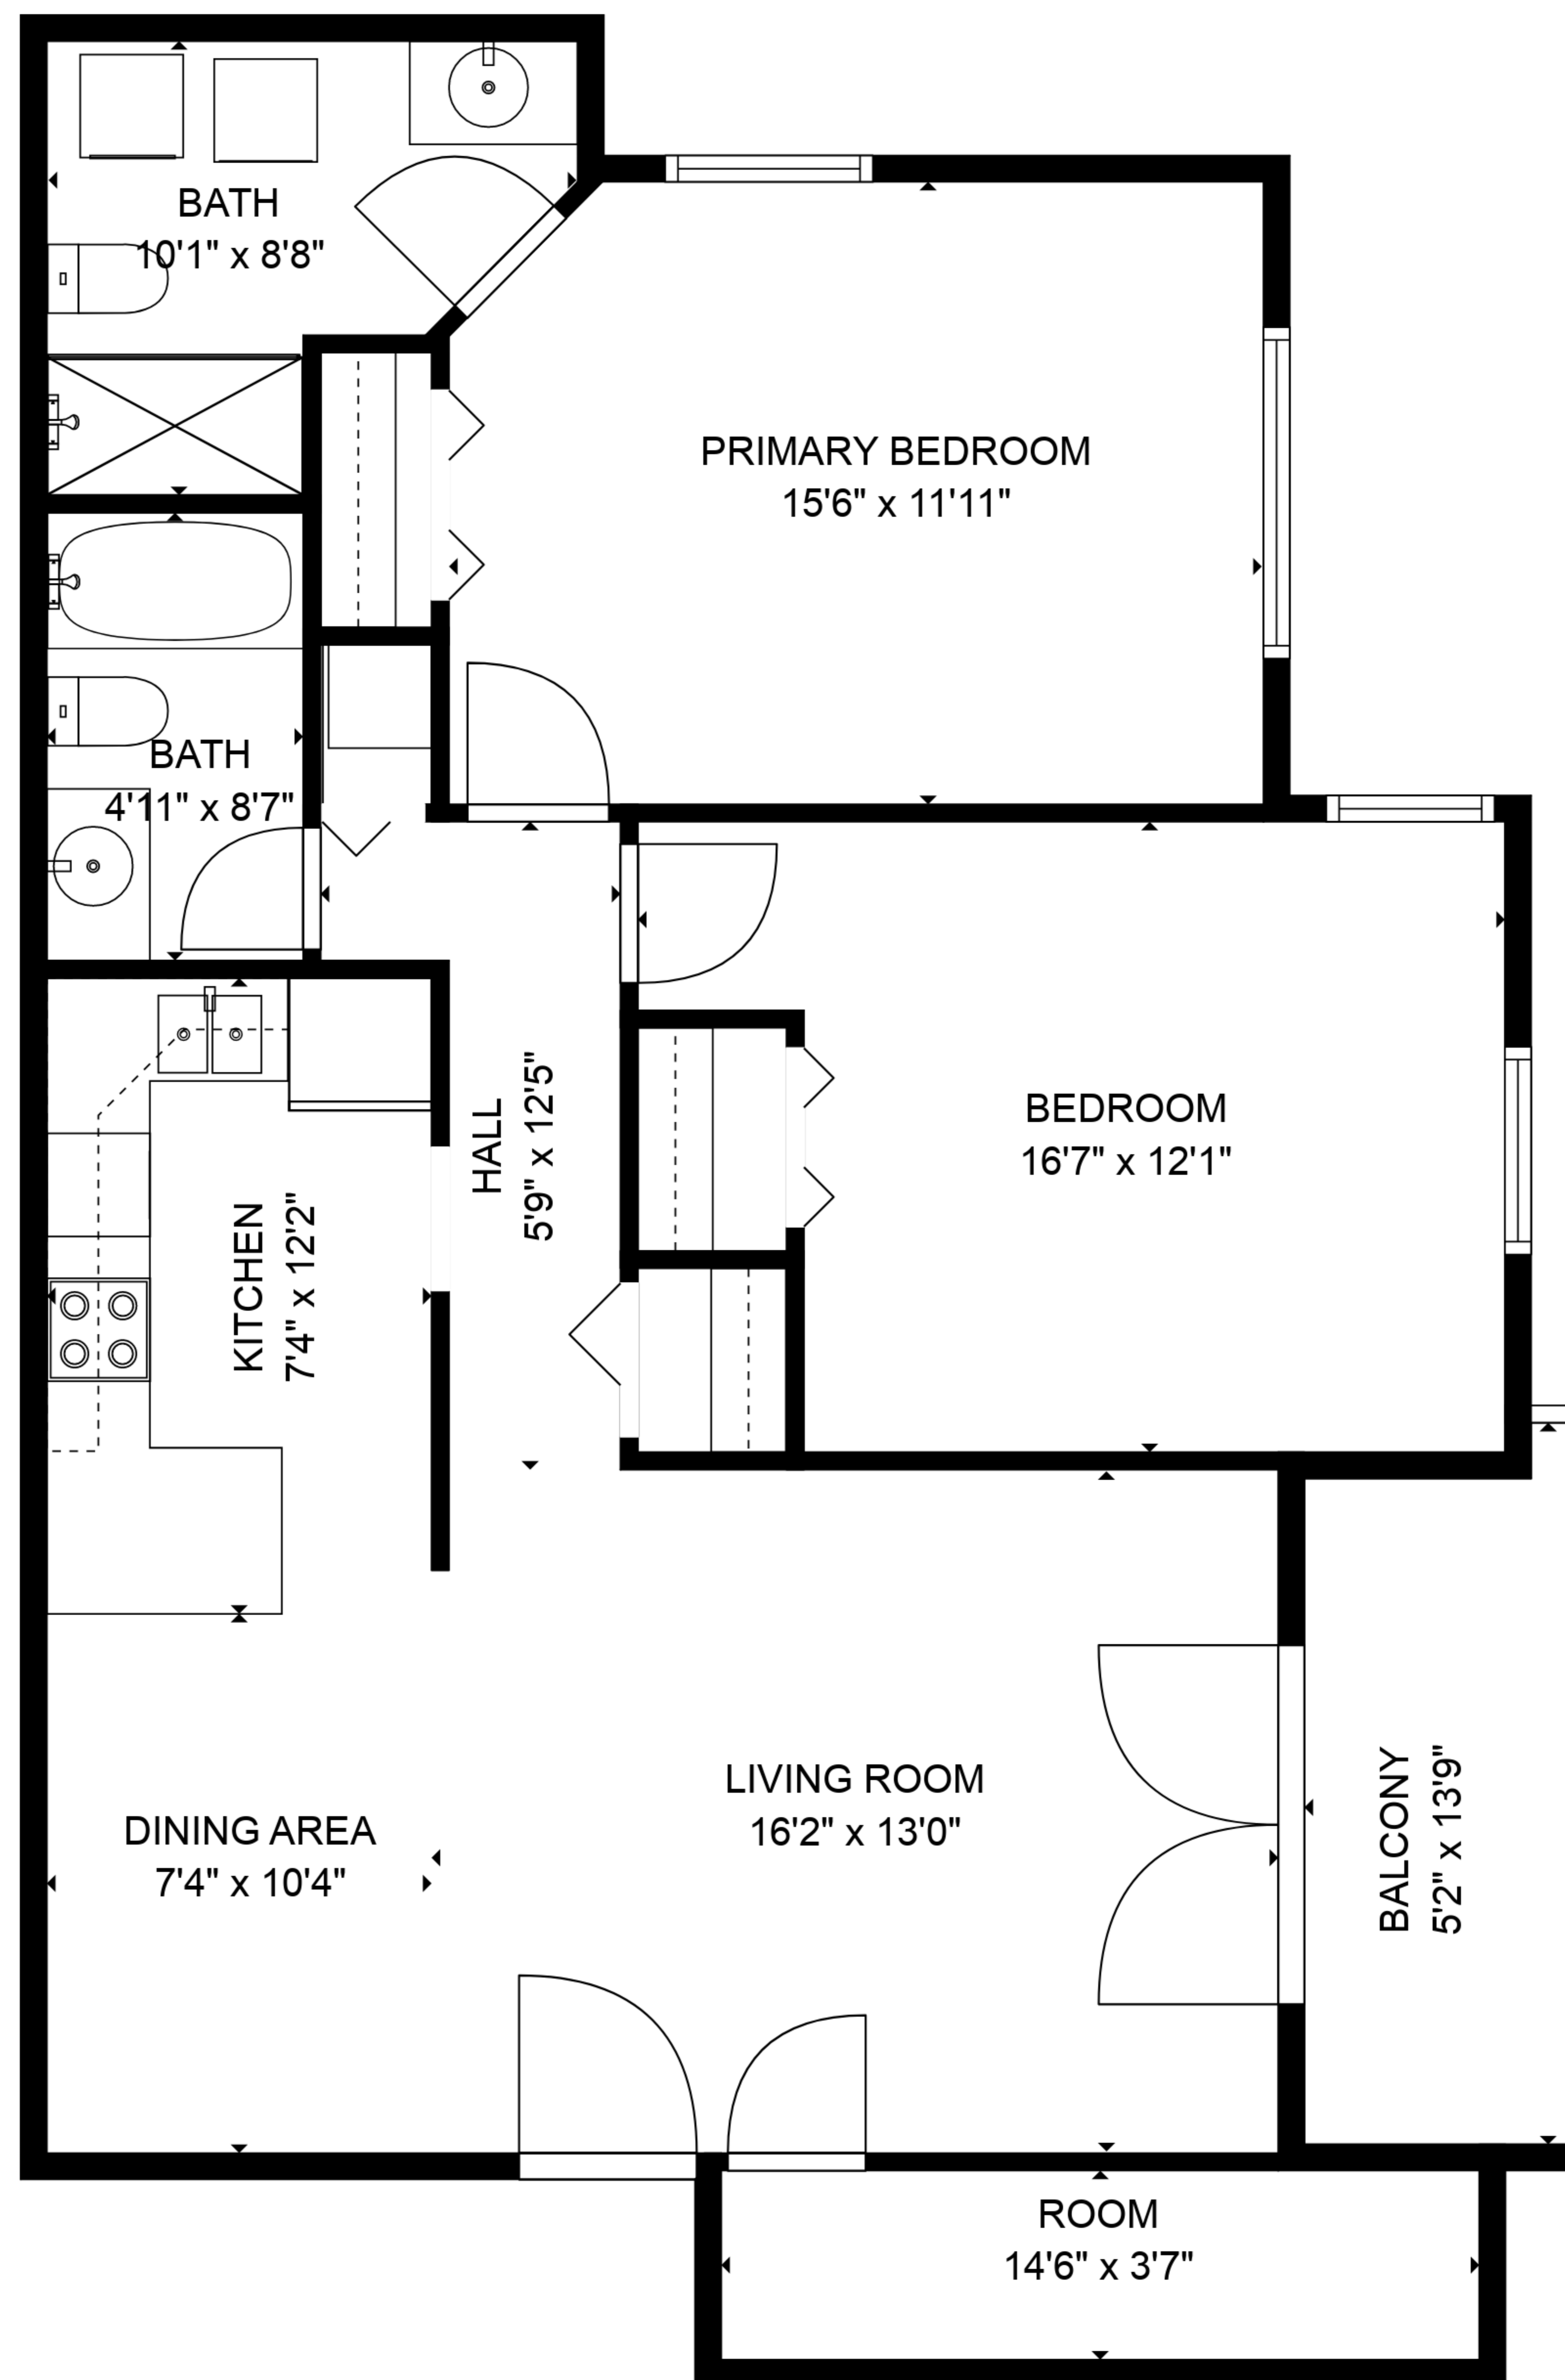 BATH
10'1" x 8'8"
PRIMARY BEDROOM
15'6" x 11'11"
BATH
4'11" x 8'7"
HALL
5'9" x 12'5"
BEDROOM
16'7" x 12'1"
KITCHEN
7'4" x 12'2"
LIVING ROOM
16'2" x 13'0"
DINING AREA
7'4" x 10'4"
BALCONY
5'2" x 13'9"
ROOM
14'6" x 3'7"